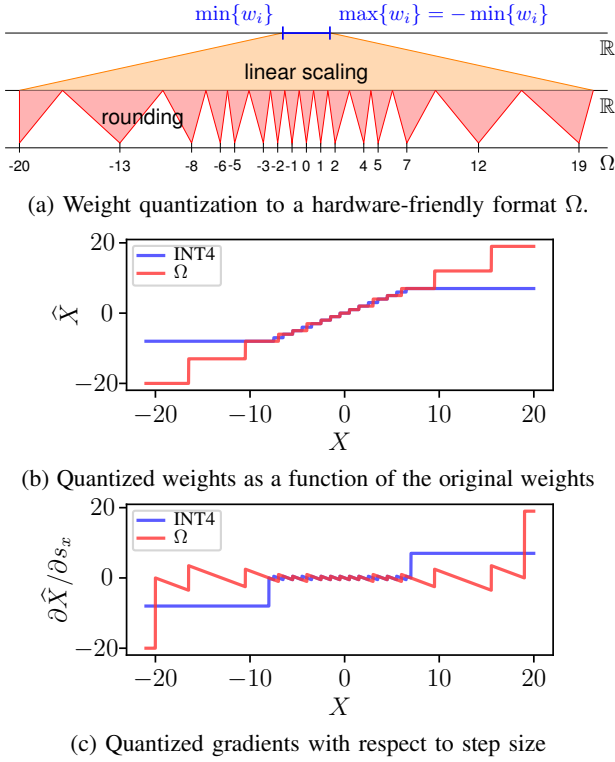 min{w_i} max{w_i} = − min{w_i}
ℝ
linear scaling
ℝ
rounding
-20 -13 -8 -6 -5 -3 -2 -1 0 1 2 4 5 7 12 19 Ω
(a) Weight quantization to a hardware-friendly format Ω.
20
INT4
Ω
X̂
0
−20
−20 −10 0 10 20
X
(b) Quantized weights as a function of the original weights
20
INT4
Ω
∂X̂/∂s_x
0
−20
−20 −10 0 10 20
X
(c) Quantized gradients with respect to step size